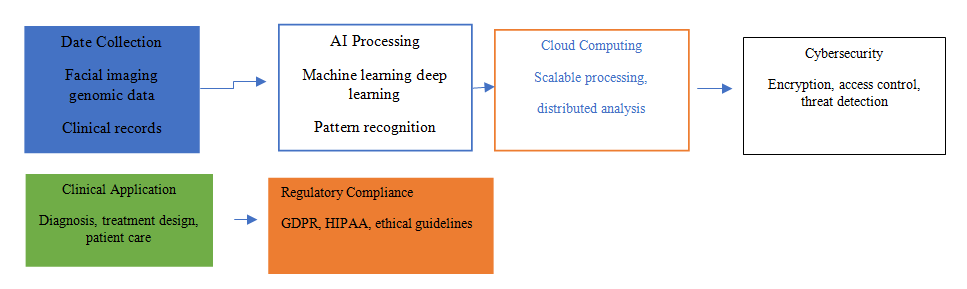 Date Collection
Facial imaging
genomic data
Clinical records
AI Processing
Machine learning deep
learning
Pattern recognition
Cloud Computing
Scalable processing,
distributed analysis
Cybersecurity
Encryption, access control,
threat detection
Clinical Application
Diagnosis, treatment design,
patient care
Regulatory Compliance
GDPR, HIPAA, ethical guidelines